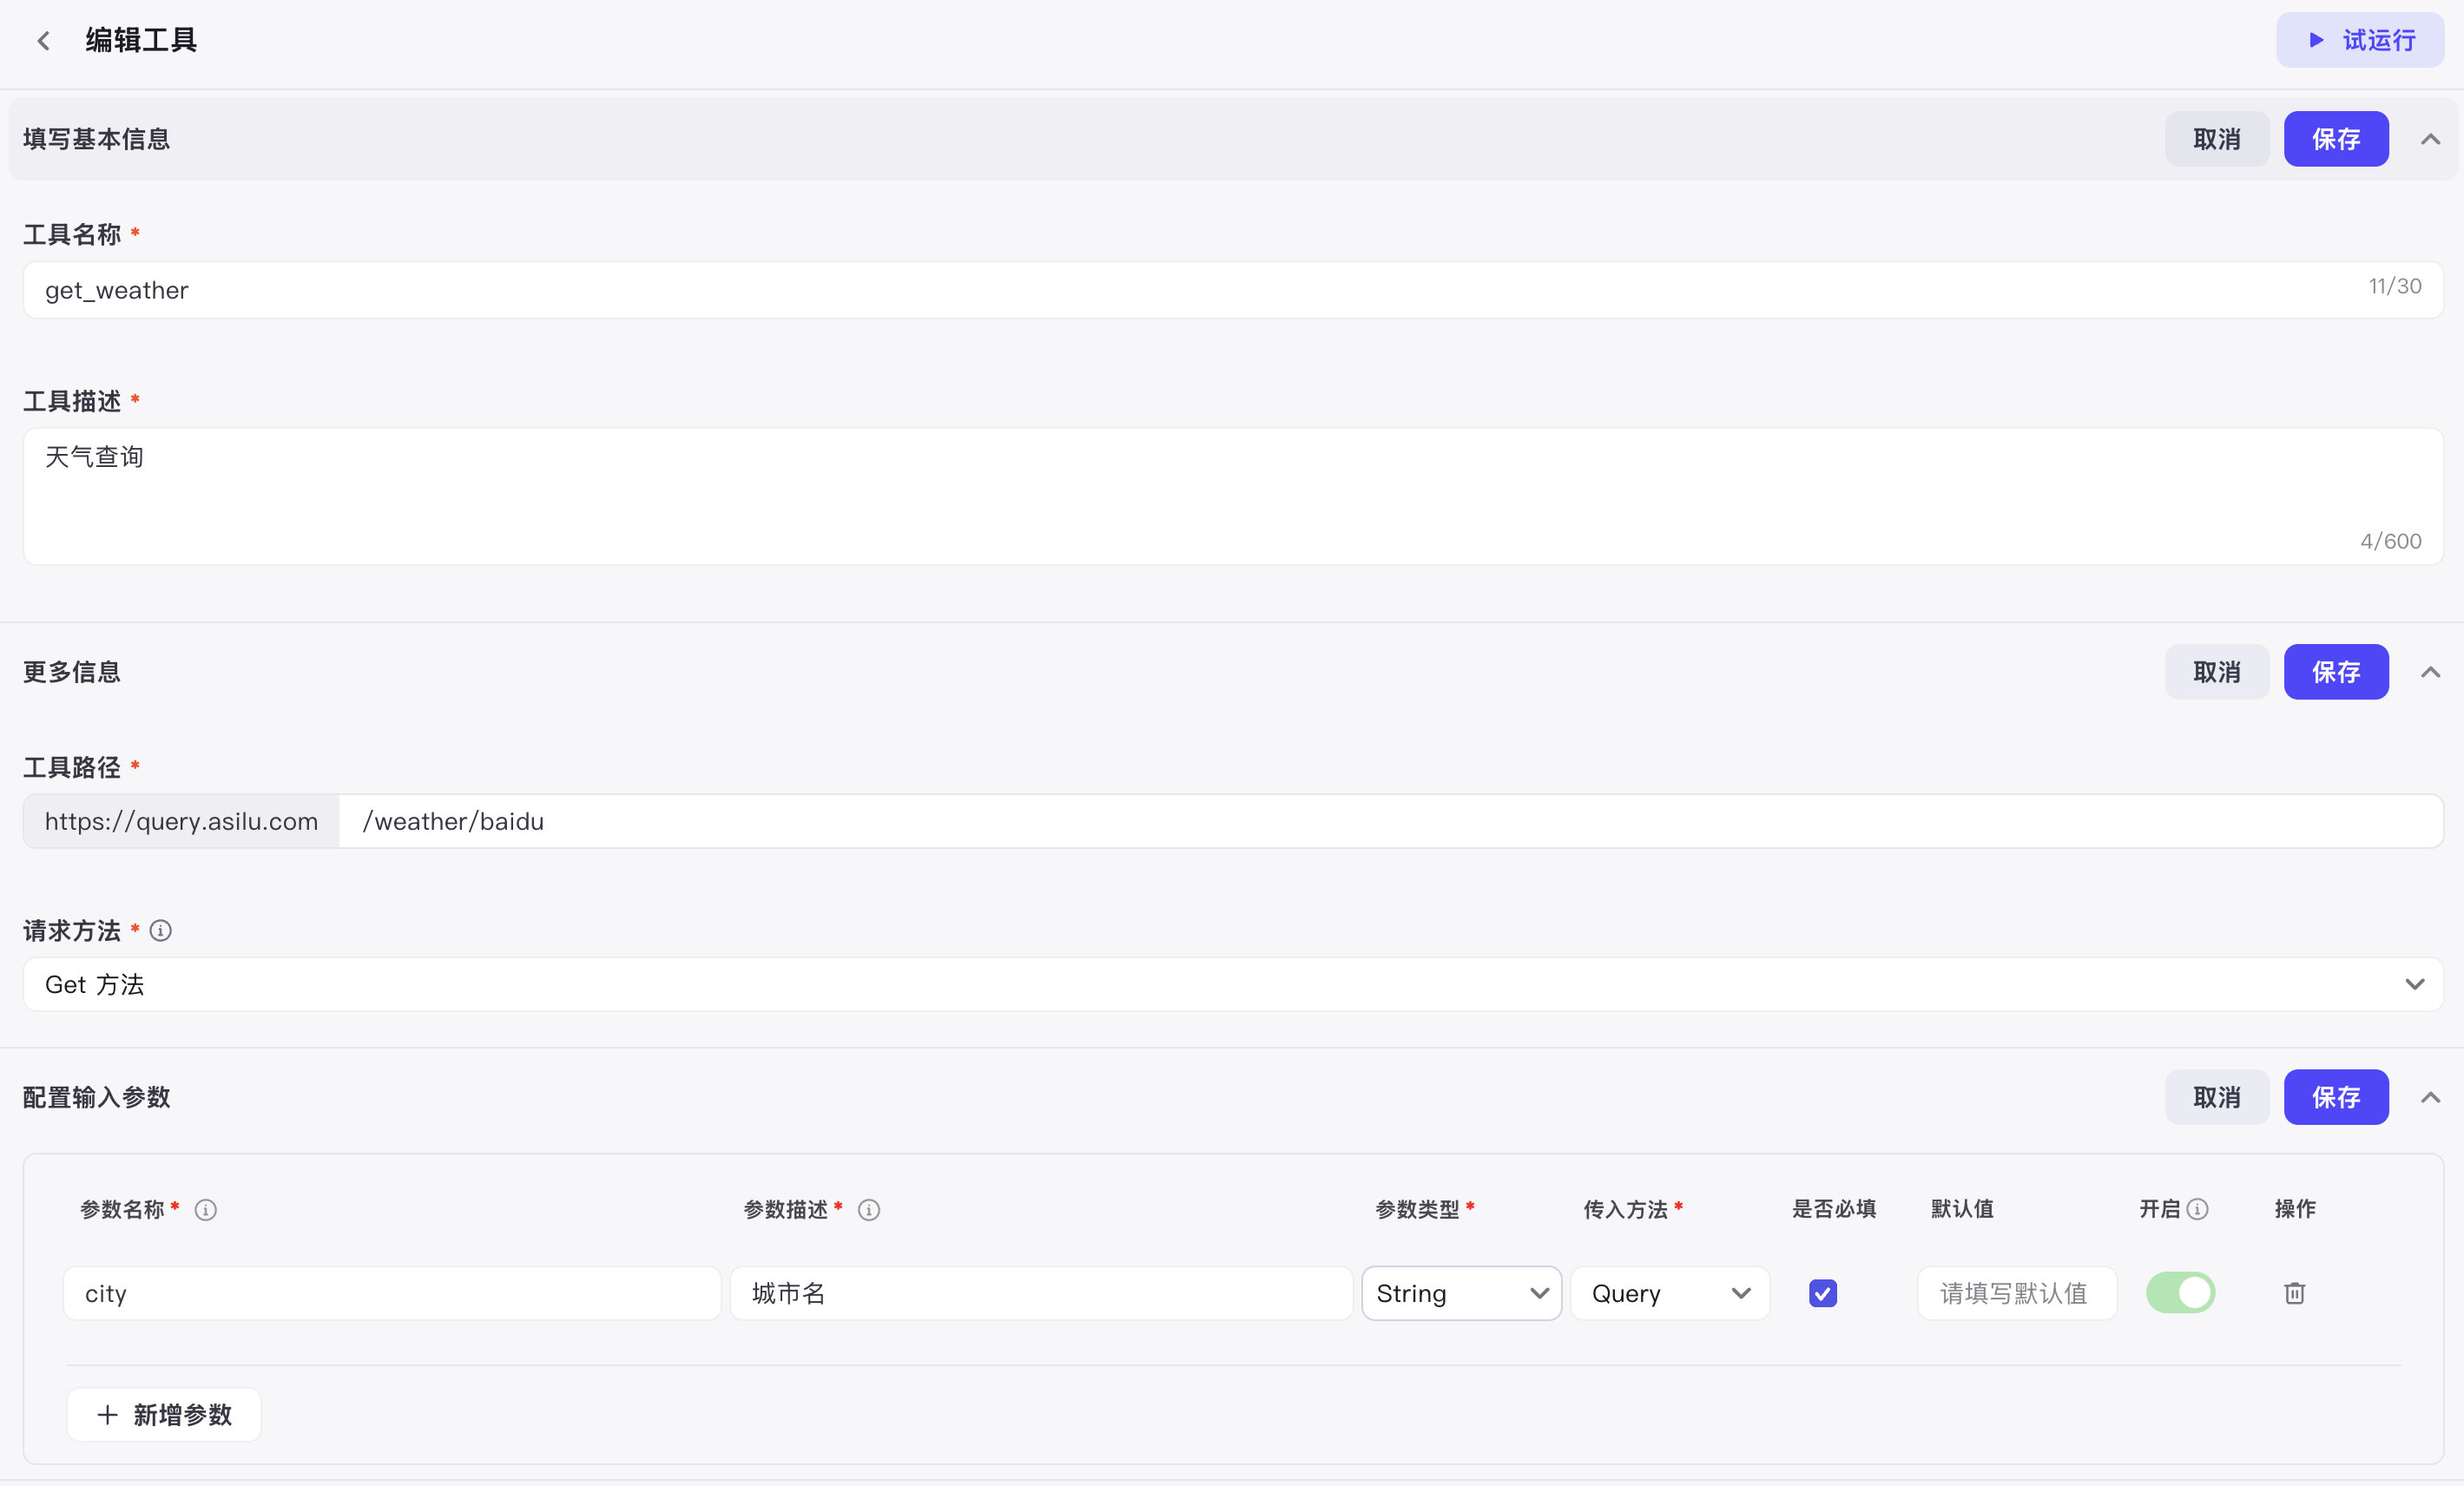 编辑工具
试运行
填写基本信息
取消
保存
工具名称 *
get_weather
11/30
工具描述 *
天气查询
4/600
更多信息
取消
保存
工具路径 *
https://query.asilu.com /weather/baidu
请求方法 *
Get 方法
配置输入参数
取消
保存
参数名称 * 参数描述 * 参数类型 * 传入方法 * 是否必填 默认值 开启 操作
city 城市名 String Query 请填写默认值
新增参数